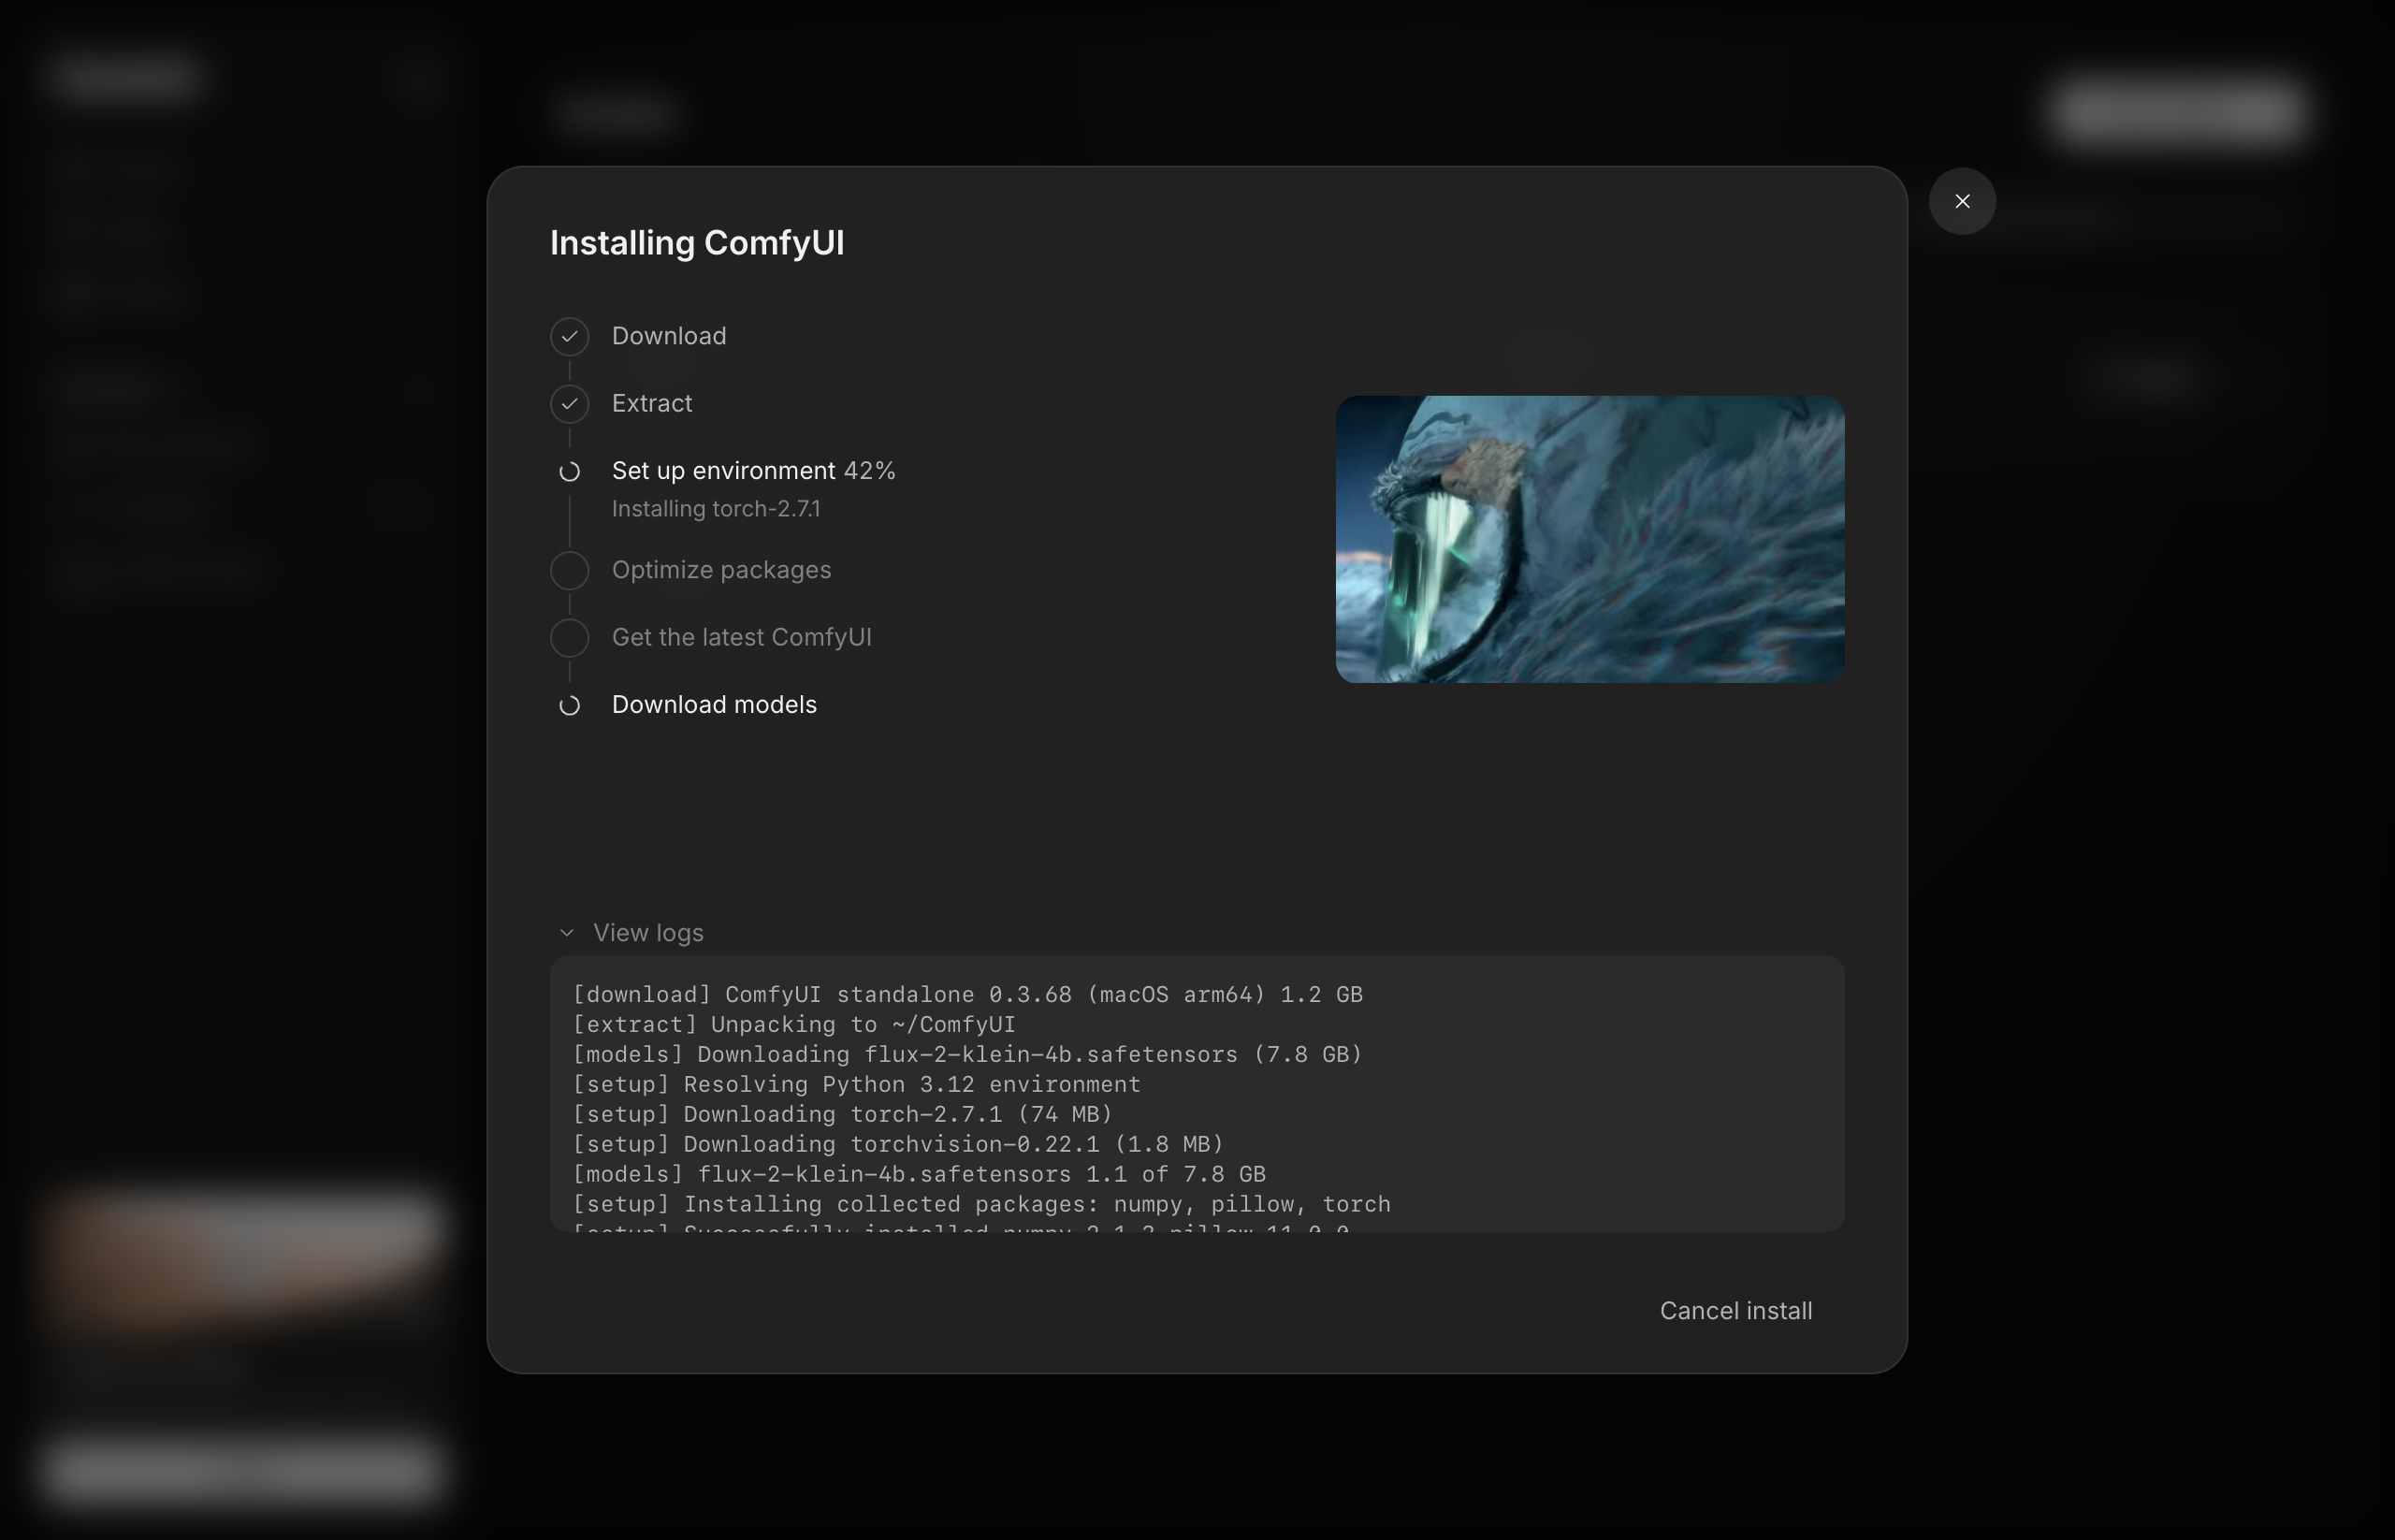 Installing ComfyUI
Download
Extract
Set up environment 42%
Installing torch-2.7.1
Optimize packages
Get the latest ComfyUI
Download models
View logs
[download] ComfyUI standalone 0.3.68 (macOS arm64) 1.2 GB
[extract] Unpacking to ~/ComfyUI
[models] Downloading flux-2-klein-4b.safetensors (7.8 GB)
[setup] Resolving Python 3.12 environment
[setup] Downloading torch-2.7.1 (74 MB)
[setup] Downloading torchvision-0.22.1 (1.8 MB)
[models] flux-2-klein-4b.safetensors 1.1 of 7.8 GB
[setup] Installing collected packages: numpy, pillow, torch
[setup] Successfully installed numpy
Cancel install